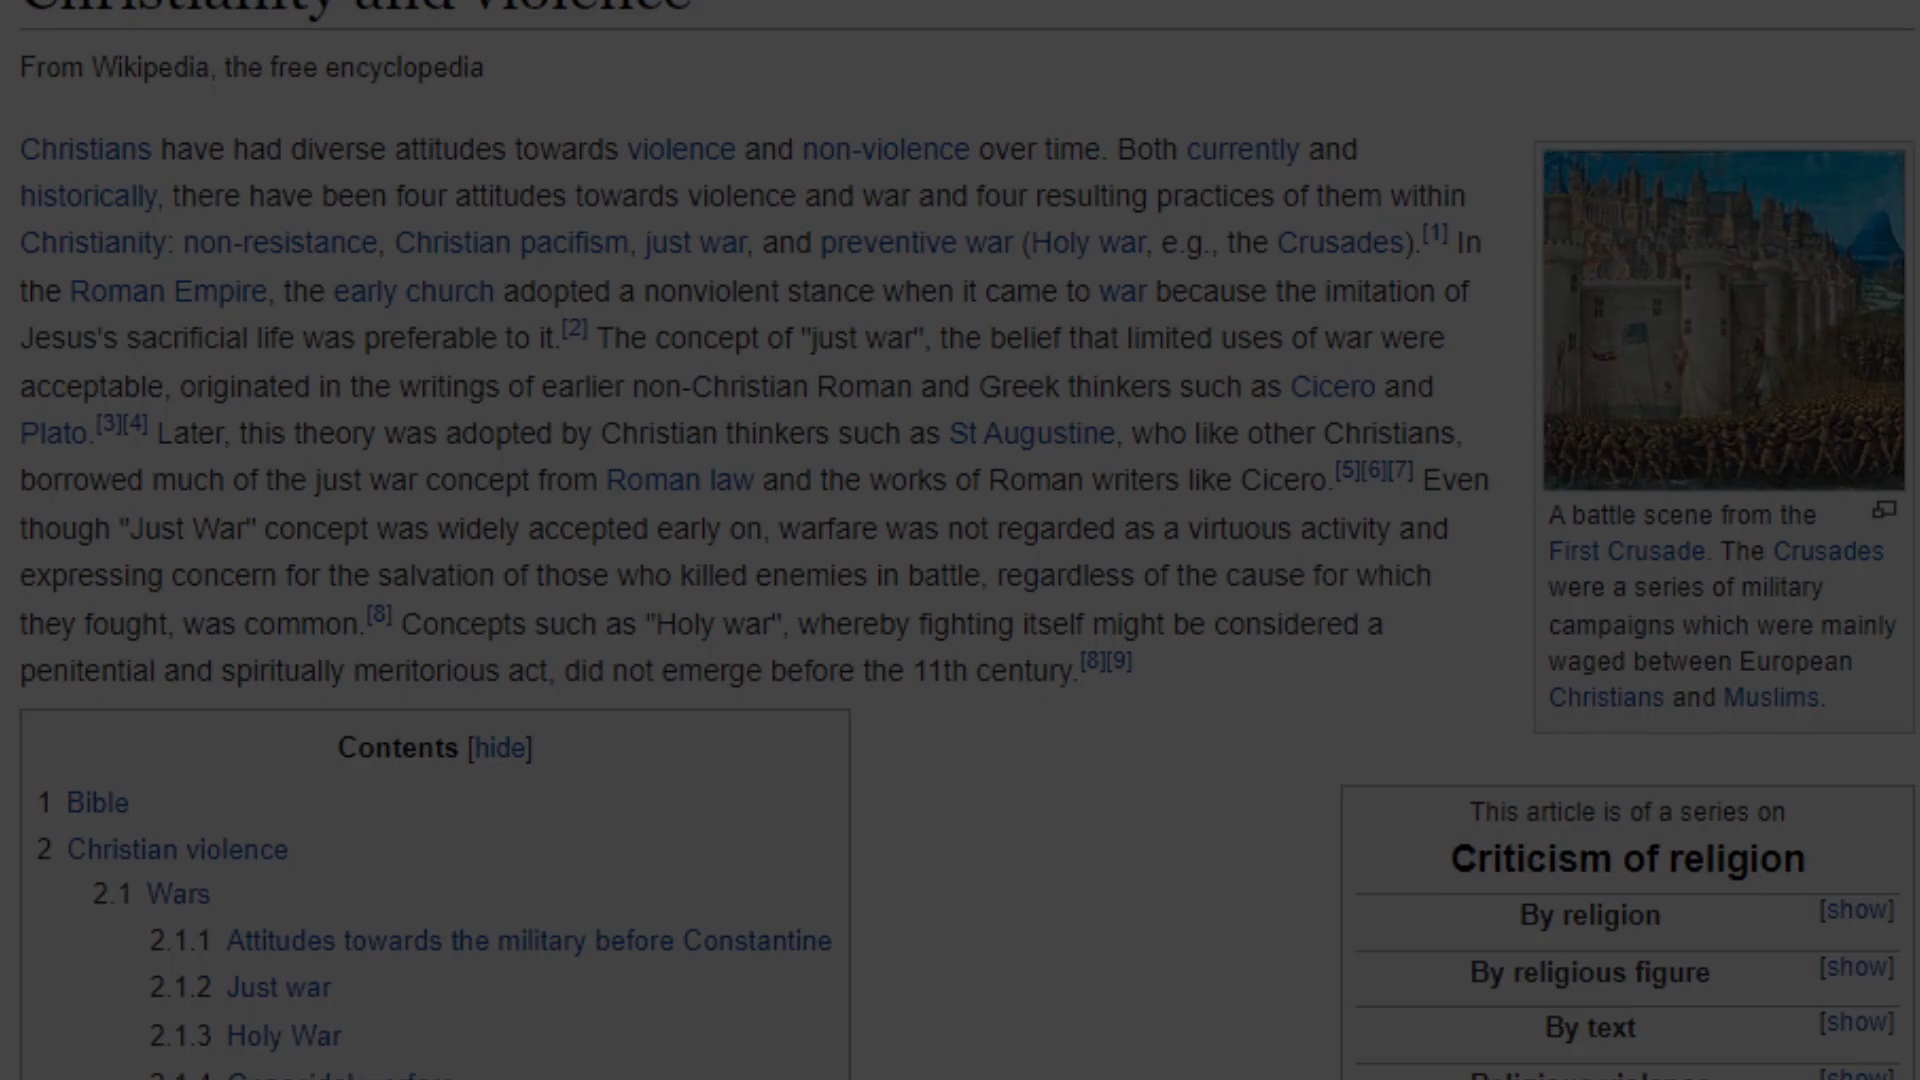 Christianity and violence
From Wikipedia, the free encyclopedia
Christians have had diverse attitudes towards violence and non-violence over time. Both currently and
historically, there have been four attitudes towards violence and war and four resulting practices of them within
Christianity: non-resistance, Christian pacifism, just war, and preventive war (Holy war, e.g., the Crusades).[1] In
the Roman Empire, the early church adopted a nonviolent stance when it came to war because the imitation of
Jesus's sacrificial life was preferable to it.[2] The concept of "just war", the belief that limited uses of war were
acceptable, originated in the writings of earlier non-Christian Roman and Greek thinkers such as Cicero and
Plato.[3][4] Later, this theory was adopted by Christian thinkers such as St Augustine, who like other Christians,
borrowed much of the just war concept from Roman law and the works of Roman writers like Cicero.[5][6][7] Even
though "Just War" concept was widely accepted early on, warfare was not regarded as a virtuous activity and
expressing concern for the salvation of those who killed enemies in battle, regardless of the cause for which
they fought, was common.[8] Concepts such as "Holy war", whereby fighting itself might be considered a
penitential and spiritually meritorious act, did not emerge before the 11th century.[8][9]
A battle scene from the
First Crusade. The Crusades
were a series of military
campaigns which were mainly
waged between European
Christians and Muslims.
Contents [hide]
1 Bible
2 Christian violence
2.1 Wars
2.1.1 Attitudes towards the military before Constantine
2.1.2 Just war
2.1.3 Holy War
2.1.4
This article is of a series on
Criticism of religion
By religion [show]
By religious figure [show]
By text [show]
Religious violence [show]